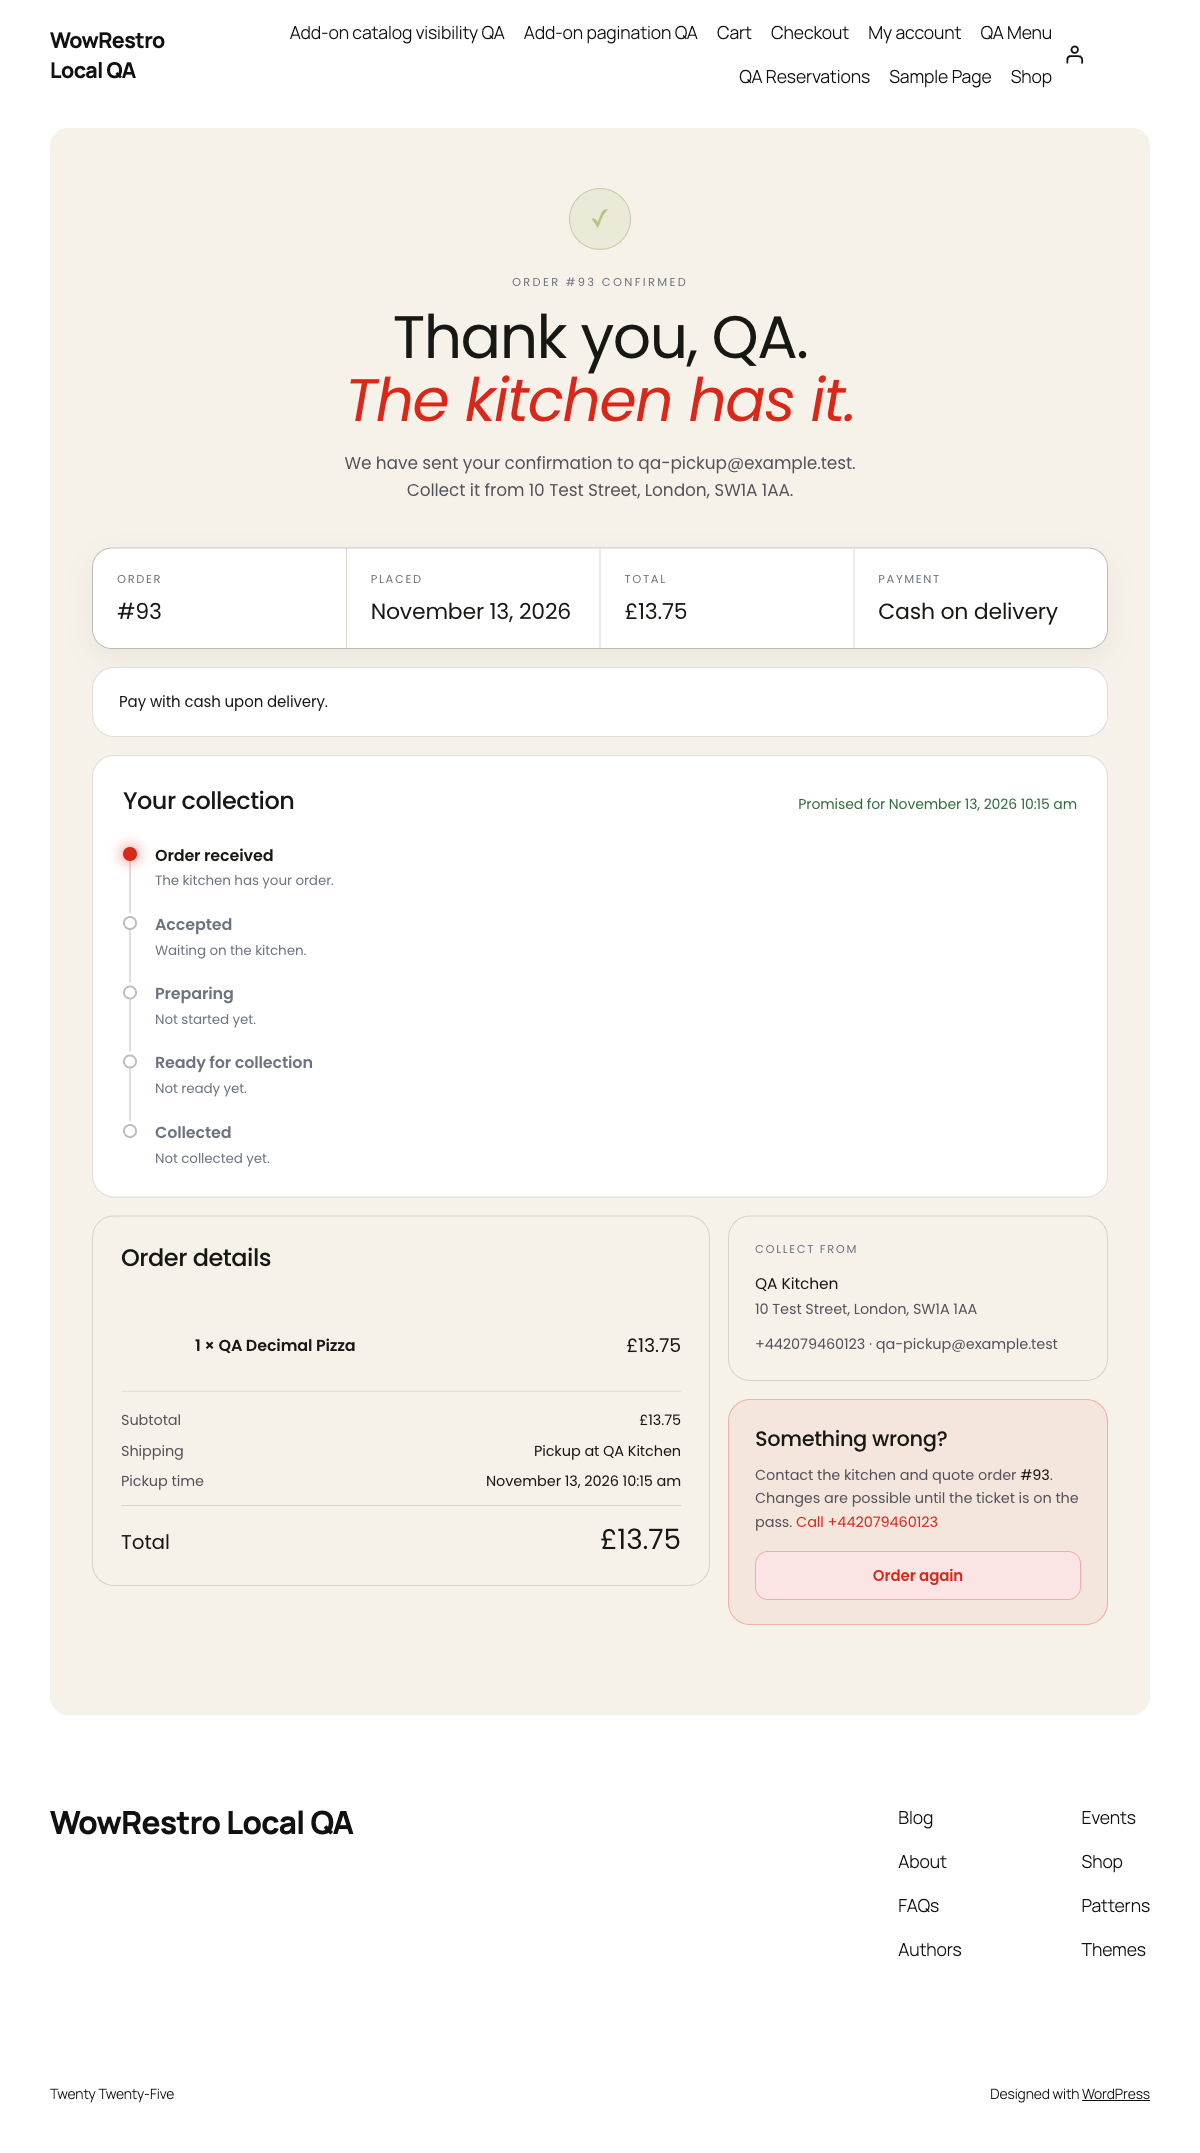 WowRestro
Local QA
Add-on catalog visibility QA Add-on pagination QA Cart Checkout My account QA Menu
QA Reservations Sample Page Shop
ORDER #93 CONFIRMED
Thank you, QA.
The kitchen has it.
We have sent your confirmation to qa-pickup@example.test.
Collect it from 10 Test Street, London, SW1A 1AA.
ORDER
#93
PLACED
November 13, 2026
TOTAL
£13.75
PAYMENT
Cash on delivery
Pay with cash upon delivery.
Your collection
Promised for November 13, 2026 10:15 am
Order received
The kitchen has your order.
Accepted
Waiting on the kitchen.
Preparing
Not started yet.
Ready for collection
Not ready yet.
Collected
Not collected yet.
Order details
1 × QA Decimal Pizza £13.75
Subtotal £13.75
Shipping Pickup at QA Kitchen
Pickup time November 13, 2026 10:15 am
Total £13.75
COLLECT FROM
QA Kitchen
10 Test Street, London, SW1A 1AA
+442079460123 · qa-pickup@example.test
Something wrong?
Contact the kitchen and quote order #93.
Changes are possible until the ticket is on the
pass. Call +442079460123
Order again
WowRestro Local QA
Blog
About
FAQs
Authors
Events
Shop
Patterns
Themes
Twenty Twenty-Five
Designed with WordPress